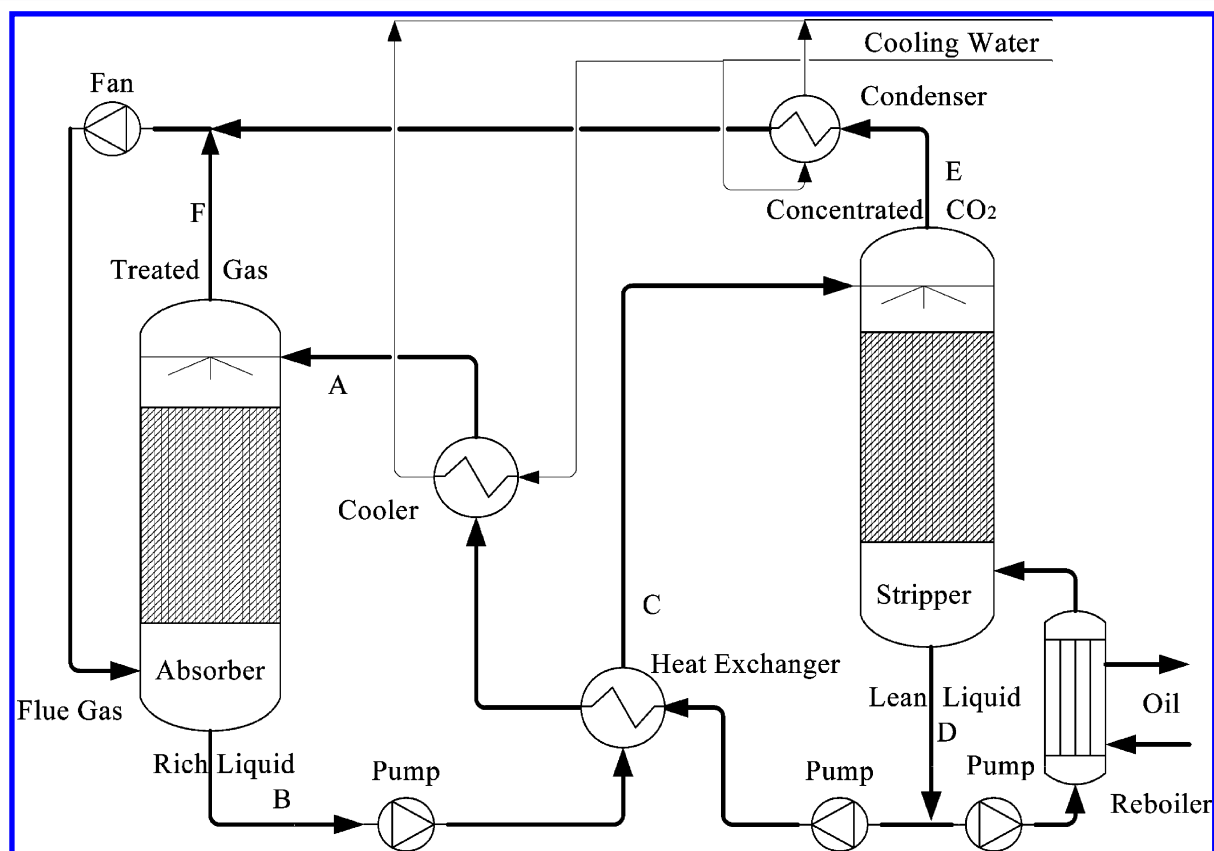 Cooling Water
Fan
Condenser
E
Concentrated CO2
F
Treated Gas
A
Cooler
Stripper
C
Heat Exchanger
Absorber
Flue Gas
Lean Liquid
Oil
D
Rich Liquid
Pump
Pump
Pump
B
Reboiler